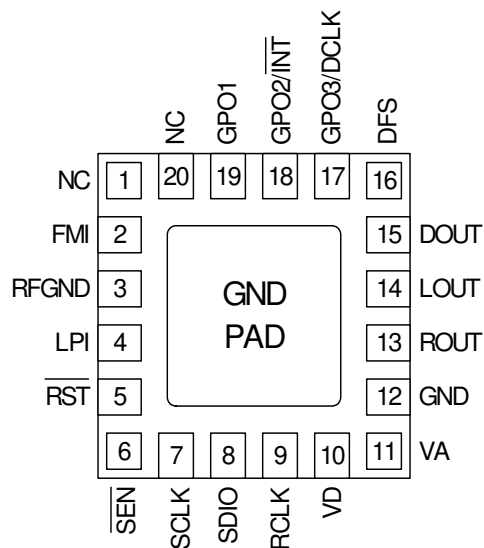 NC
GPO1
GPO2/INT
GPO3/DCLK
DFS
NC 1 20 19 18 17 16
FMI 2 15 DOUT
RFGND 3 14 LOUT
GND
PAD
LPI 4 13 ROUT
RST 5 12 GND
6 7 8 9 10 11 VA
SEN
SCLK
SDIO
RCLK
VD